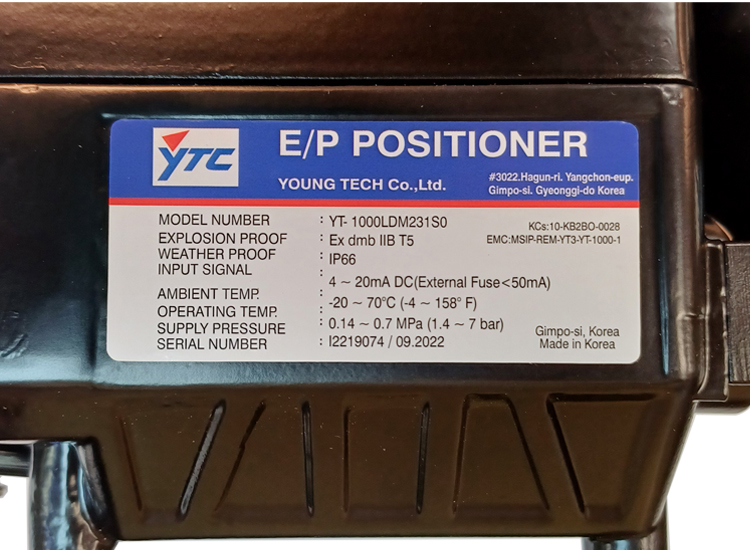 YTC
E/P POSITIONER
YOUNG TECH Co.,Ltd.
#3022.Hagun-ri. Yangchon-eup.
Gimpo-si. Gyeonggi-do Korea
MODEL NUMBER : YT- 1000LDM231S0
KCs:10-KB2BO-0028
EXPLOSION PROOF : Ex dmb IIB T5
EMC:MSIP-REM-YT3-YT-1000-1
WEATHER PROOF : IP66
INPUT SIGNAL : 4 ~ 20mA DC(External Fuse<50mA)
AMBIENT TEMP. : -20 ~ 70°C (-4 ~ 158° F)
OPERATING TEMP. :
SUPPLY PRESSURE : 0.14 ~ 0.7 MPa (1.4 ~ 7 bar)
SERIAL NUMBER : I2219074 / 09.2022
Gimpo-si, Korea
Made in Korea